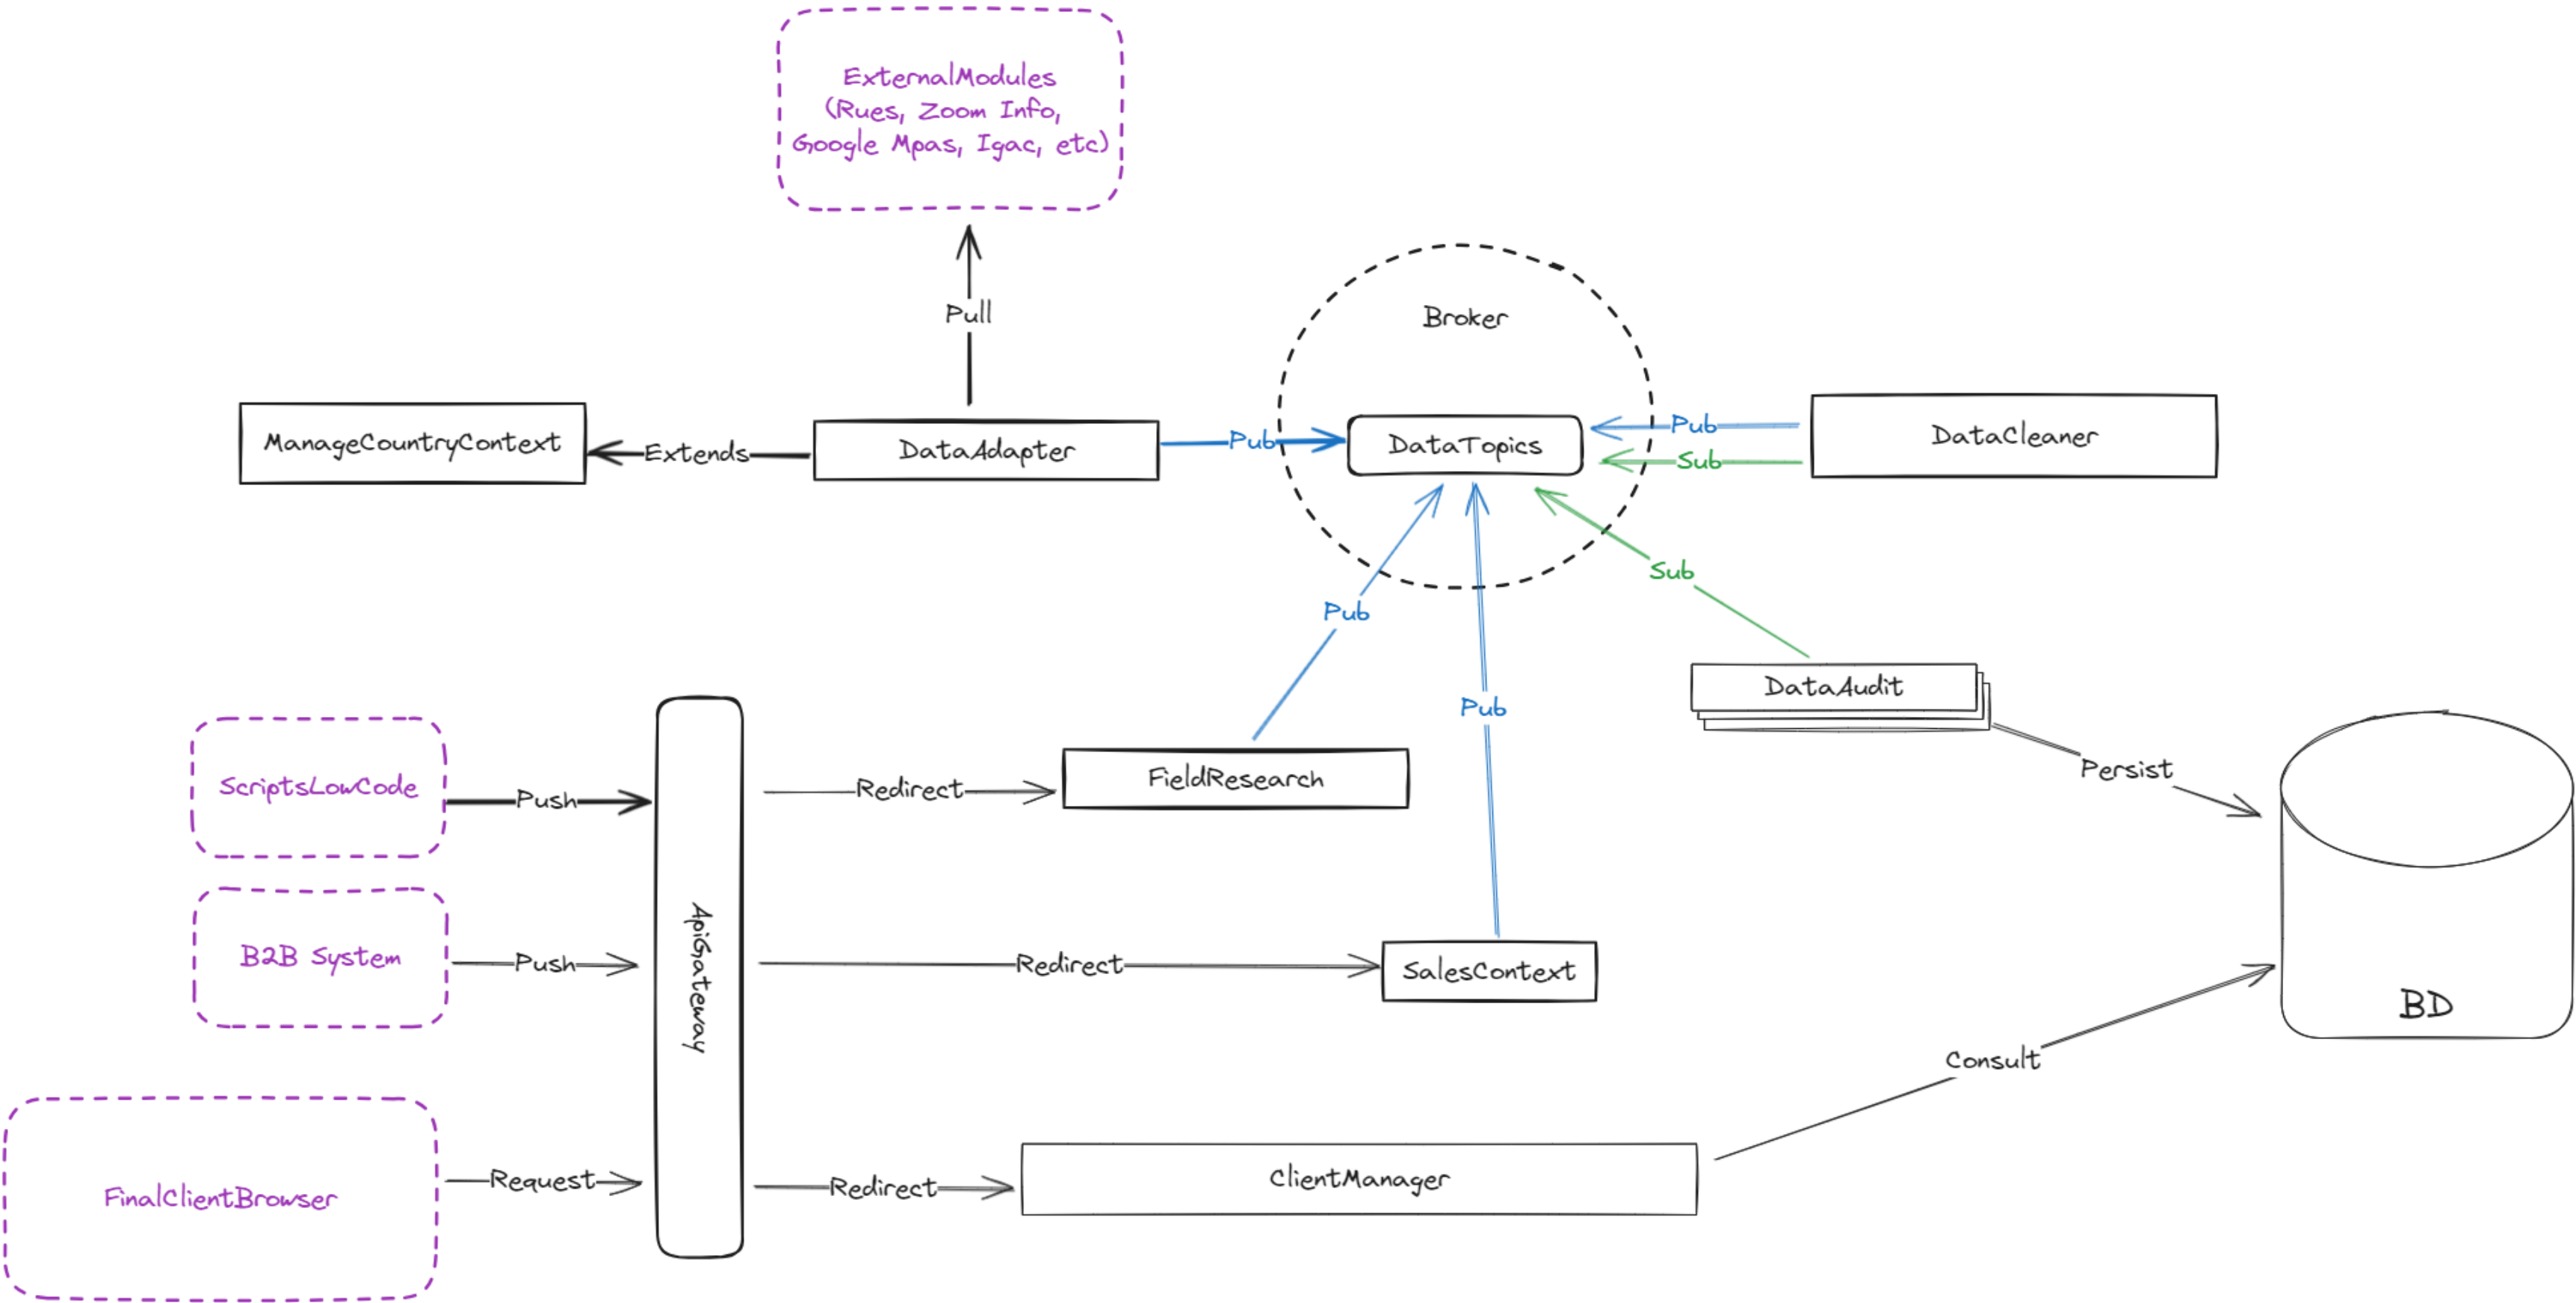 ExternalModules
(Rues, Zoom Info,
Google Mpas, Igac, etc)
Pull
Broker
ManageCountryContext
Extends
DataAdapter
Pub
DataTopics
Pub
Sub
DataCleaner
Sub
Pub
Pub
DataAudit
Persist
ScriptsLowCode
Push
Redirect
FieldResearch
ApiGateway
B2B System
Push
Redirect
SalesContext
BD
Consult
FinalClientBrowser
Request
Redirect
ClientManager